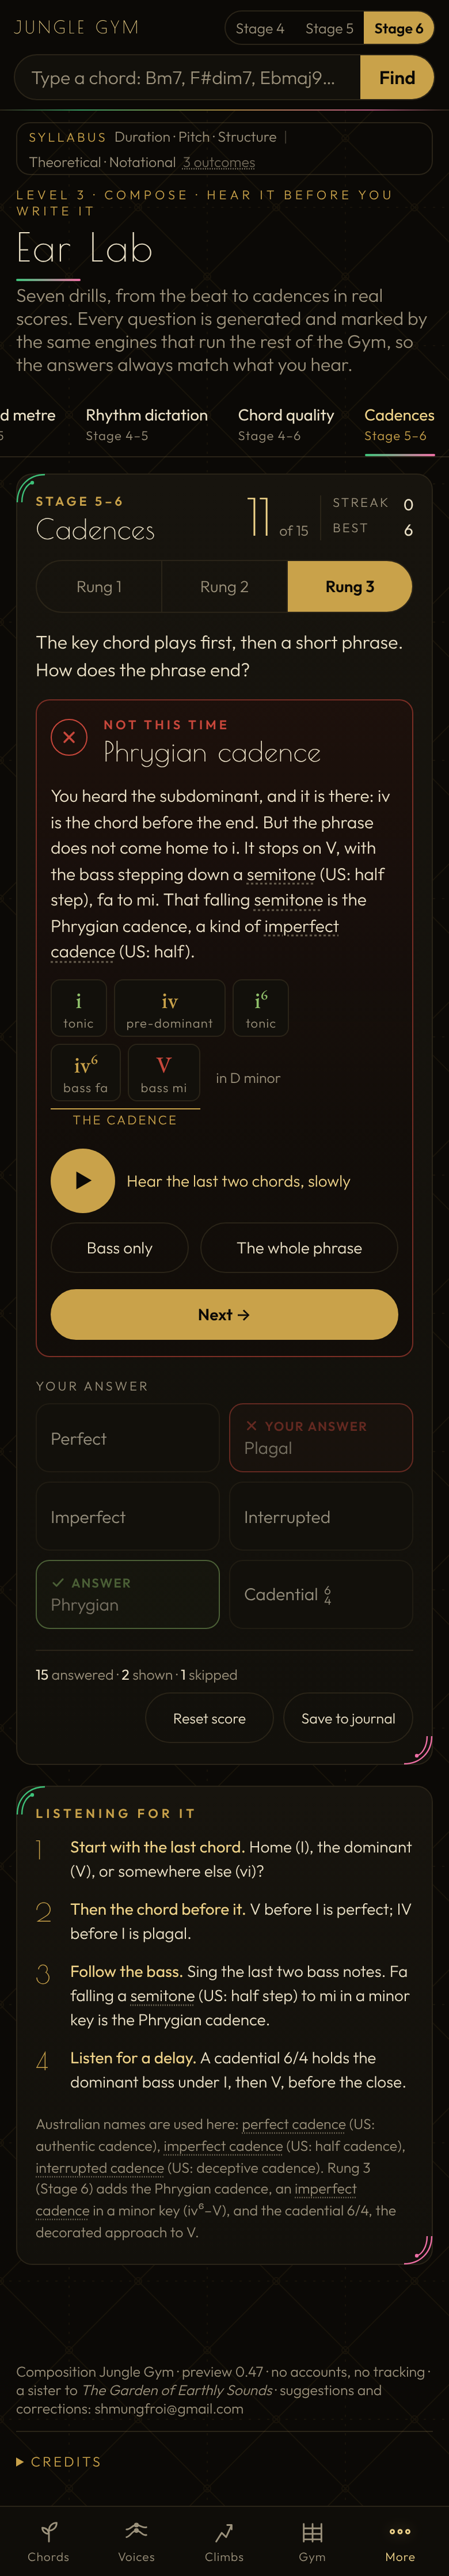 JUNGLE GYM
Stage 4
Stage 5
Stage 6
Type a chord: Bm7, F#dim7, Ebmaj9...
Find
SYLLABUS Duration · Pitch · Structure |
Theoretical · Notational 3 outcomes
LEVEL 3 · COMPOSE · HEAR IT BEFORE YOU
WRITE IT
Ear Lab
Seven drills, from the beat to cadences in real
scores. Every question is generated and marked by
the same engines that run the rest of the Gym, so
the answers always match what you hear.
d metre
Rhythm dictation
Chord quality
Cadences
5
Stage 4–5
Stage 4–6
Stage 5–6
STAGE 5–6
Cadences
11 of 15
STREAK 0
BEST 6
Rung 1
Rung 2
Rung 3
The key chord plays first, then a short phrase.
How does the phrase end?
NOT THIS TIME
Phrygian cadence
You heard the subdominant, and it is there: iv
is the chord before the end. But the phrase
does not come home to i. It stops on V, with
the bass stepping down a semitone (US: half
step), fa to mi. That falling semitone is the
Phrygian cadence, a kind of imperfect
cadence (US: half).
i
tonic
iv
pre-dominant
i⁶
tonic
iv⁶
bass fa
V
bass mi
in D minor
THE CADENCE
Hear the last two chords, slowly
Bass only
The whole phrase
Next →
YOUR ANSWER
Perfect
✕ YOUR ANSWER
Plagal
Imperfect
Interrupted
✓ ANSWER
Phrygian
Cadential 6
4
15 answered · 2 shown · 1 skipped
Reset score
Save to journal
LISTENING FOR IT
1 Start with the last chord. Home (I), the dominant
(V), or somewhere else (vi)?
2 Then the chord before it. V before I is perfect; IV
before I is plagal.
3 Follow the bass. Sing the last two bass notes. Fa
falling a semitone (US: half step) to mi in a minor
key is the Phrygian cadence.
4 Listen for a delay. A cadential 6/4 holds the
dominant bass under I, then V, before the close.
Australian names are used here: perfect cadence (US:
authentic cadence), imperfect cadence (US: half cadence),
interrupted cadence (US: deceptive cadence). Rung 3
(Stage 6) adds the Phrygian cadence, an imperfect
cadence in a minor key (iv⁶–V), and the cadential 6/4, the
decorated approach to V.
Composition Jungle Gym · preview 0.47 · no accounts, no tracking ·
a sister to The Garden of Earthly Sounds · suggestions and
corrections: shmungfroi@gmail.com
▶ CREDITS
Chords
Voices
Climbs
Gym
More